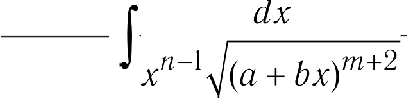 ∫ dx / (x^{n-1} √((a + bx)^{m+2}))